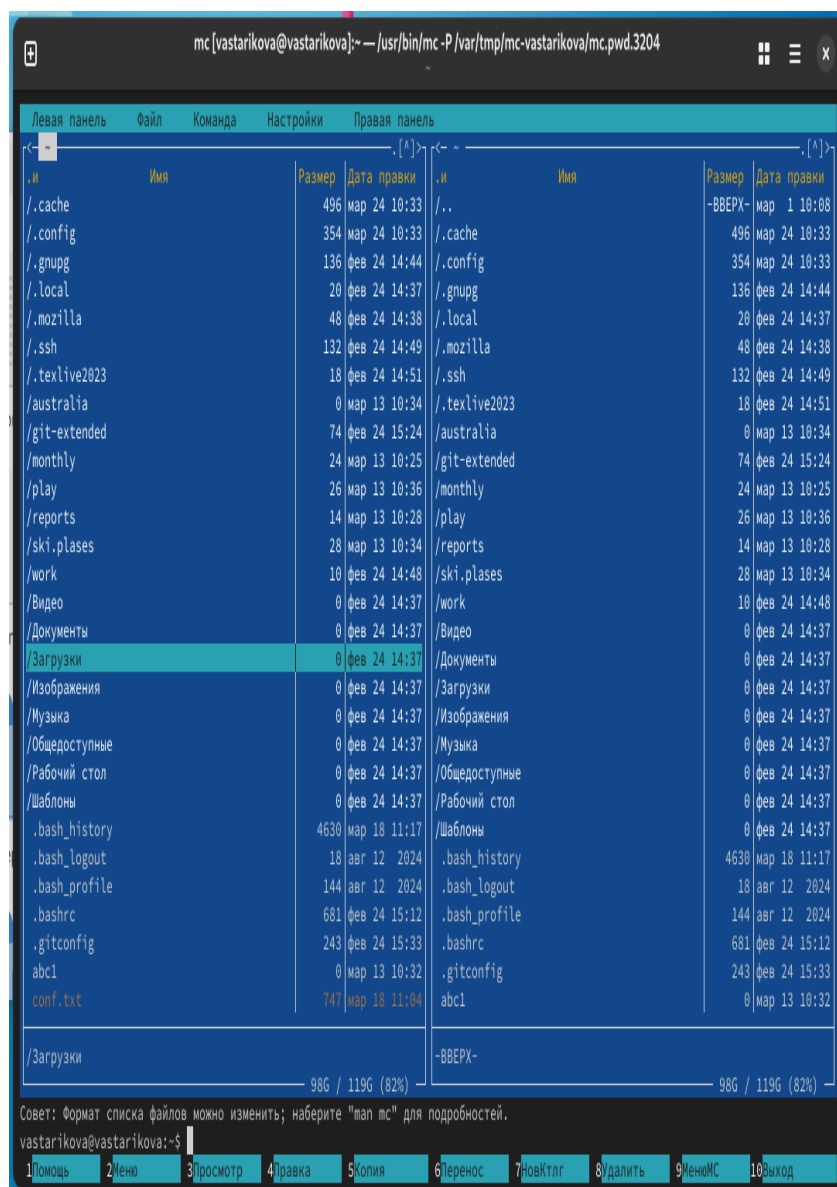 mc [vastarikova@vastarikova]:~ — /usr/bin/mc -P /var/tmp/mc-vastarikova/mc.pwd.3204
~
Левая панель Файл Команда Настройки Правая панель
<— ~ .[^]>
.и Имя Размер Дата правки
/.cache 496 мар 24 10:33
/.config 354 мар 24 10:33
/.gnupg 136 фев 24 14:44
/.local 20 фев 24 14:37
/.mozilla 48 фев 24 14:38
/.ssh 132 фев 24 14:49
/.texlive2023 18 фев 24 14:51
/australia 0 мар 13 10:34
/git-extended 74 фев 24 15:24
/monthly 24 мар 13 10:25
/play 26 мар 13 10:36
/reports 14 мар 13 10:28
/ski.plases 28 мар 13 10:34
/work 10 фев 24 14:48
/Видео 0 фев 24 14:37
/Документы 0 фев 24 14:37
/Загрузки 0 фев 24 14:37
/Изображения 0 фев 24 14:37
/Музыка 0 фев 24 14:37
/Общедоступные 0 фев 24 14:37
/Рабочий стол 0 фев 24 14:37
/Шаблоны 0 фев 24 14:37
.bash_history 4630 мар 18 11:17
.bash_logout 18 авг 12 2024
.bash_profile 144 авг 12 2024
.bashrc 681 фев 24 15:12
.gitconfig 243 фев 24 15:33
abc1 0 мар 13 10:32
conf.txt 747 мар 18 11:04
/Загрузки
98G / 119G (82%)
<— ~ .[^]>
.и Имя Размер Дата правки
/.. -ВВЕРХ- мар 1 10:08
/.cache 496 мар 24 10:33
/.config 354 мар 24 10:33
/.gnupg 136 фев 24 14:44
/.local 20 фев 24 14:37
/.mozilla 48 фев 24 14:38
/.ssh 132 фев 24 14:49
/.texlive2023 18 фев 24 14:51
/australia 0 мар 13 10:34
/git-extended 74 фев 24 15:24
/monthly 24 мар 13 10:25
/play 26 мар 13 10:36
/reports 14 мар 13 10:28
/ski.plases 28 мар 13 10:34
/work 10 фев 24 14:48
/Видео 0 фев 24 14:37
/Документы 0 фев 24 14:37
/Загрузки 0 фев 24 14:37
/Изображения 0 фев 24 14:37
/Музыка 0 фев 24 14:37
/Общедоступные 0 фев 24 14:37
/Рабочий стол 0 фев 24 14:37
/Шаблоны 0 фев 24 14:37
.bash_history 4630 мар 18 11:17
.bash_logout 18 авг 12 2024
.bash_profile 144 авг 12 2024
.bashrc 681 фев 24 15:12
.gitconfig 243 фев 24 15:33
abc1 0 мар 13 10:32
-ВВЕРХ-
98G / 119G (82%)
Совет: Формат списка файлов можно изменить; наберите "man mc" для подробностей.
vastarikova@vastarikova:~$
1Помощь 2Меню 3Просмотр 4Правка 5Копия 6Перенос 7НовКтлг 8Удалить 9МенюМС 10Выход